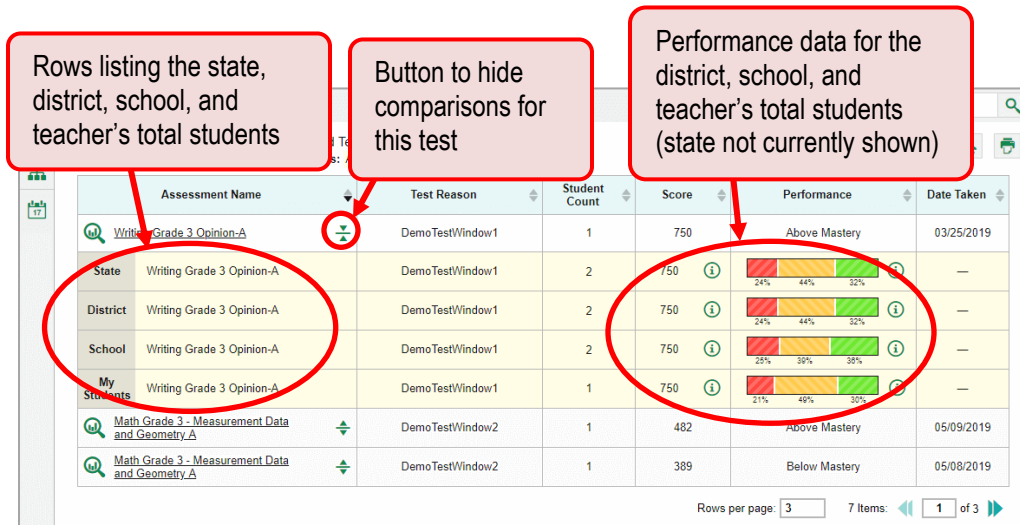 Rows listing the state,
district, school, and
teacher's total students
Button to hide
comparisons for
this test
Performance data for the
district, school, and
teacher's total students
(state not currently shown)
17
Assessment Name
Test Reason
Student
Count
Score
Performance
Date Taken
Writing Grade 3 Opinion-A
DemoTestWindow1
1
750
Above Mastery
03/25/2019
State
Writing Grade 3 Opinion-A
DemoTestWindow1
2
750
24% 44% 32%
—
District
Writing Grade 3 Opinion-A
DemoTestWindow1
2
750
24% 44% 32%
—
School
Writing Grade 3 Opinion-A
DemoTestWindow1
2
750
25% 39% 36%
—
My
Students
Writing Grade 3 Opinion-A
DemoTestWindow1
1
750
21% 49% 30%
—
Math Grade 3 - Measurement Data
and Geometry A
DemoTestWindow2
1
482
Above Mastery
05/09/2019
Math Grade 3 - Measurement Data
and Geometry A
DemoTestWindow2
1
389
Below Mastery
05/08/2019
Rows per page: 3
7 Items:
1 of 3